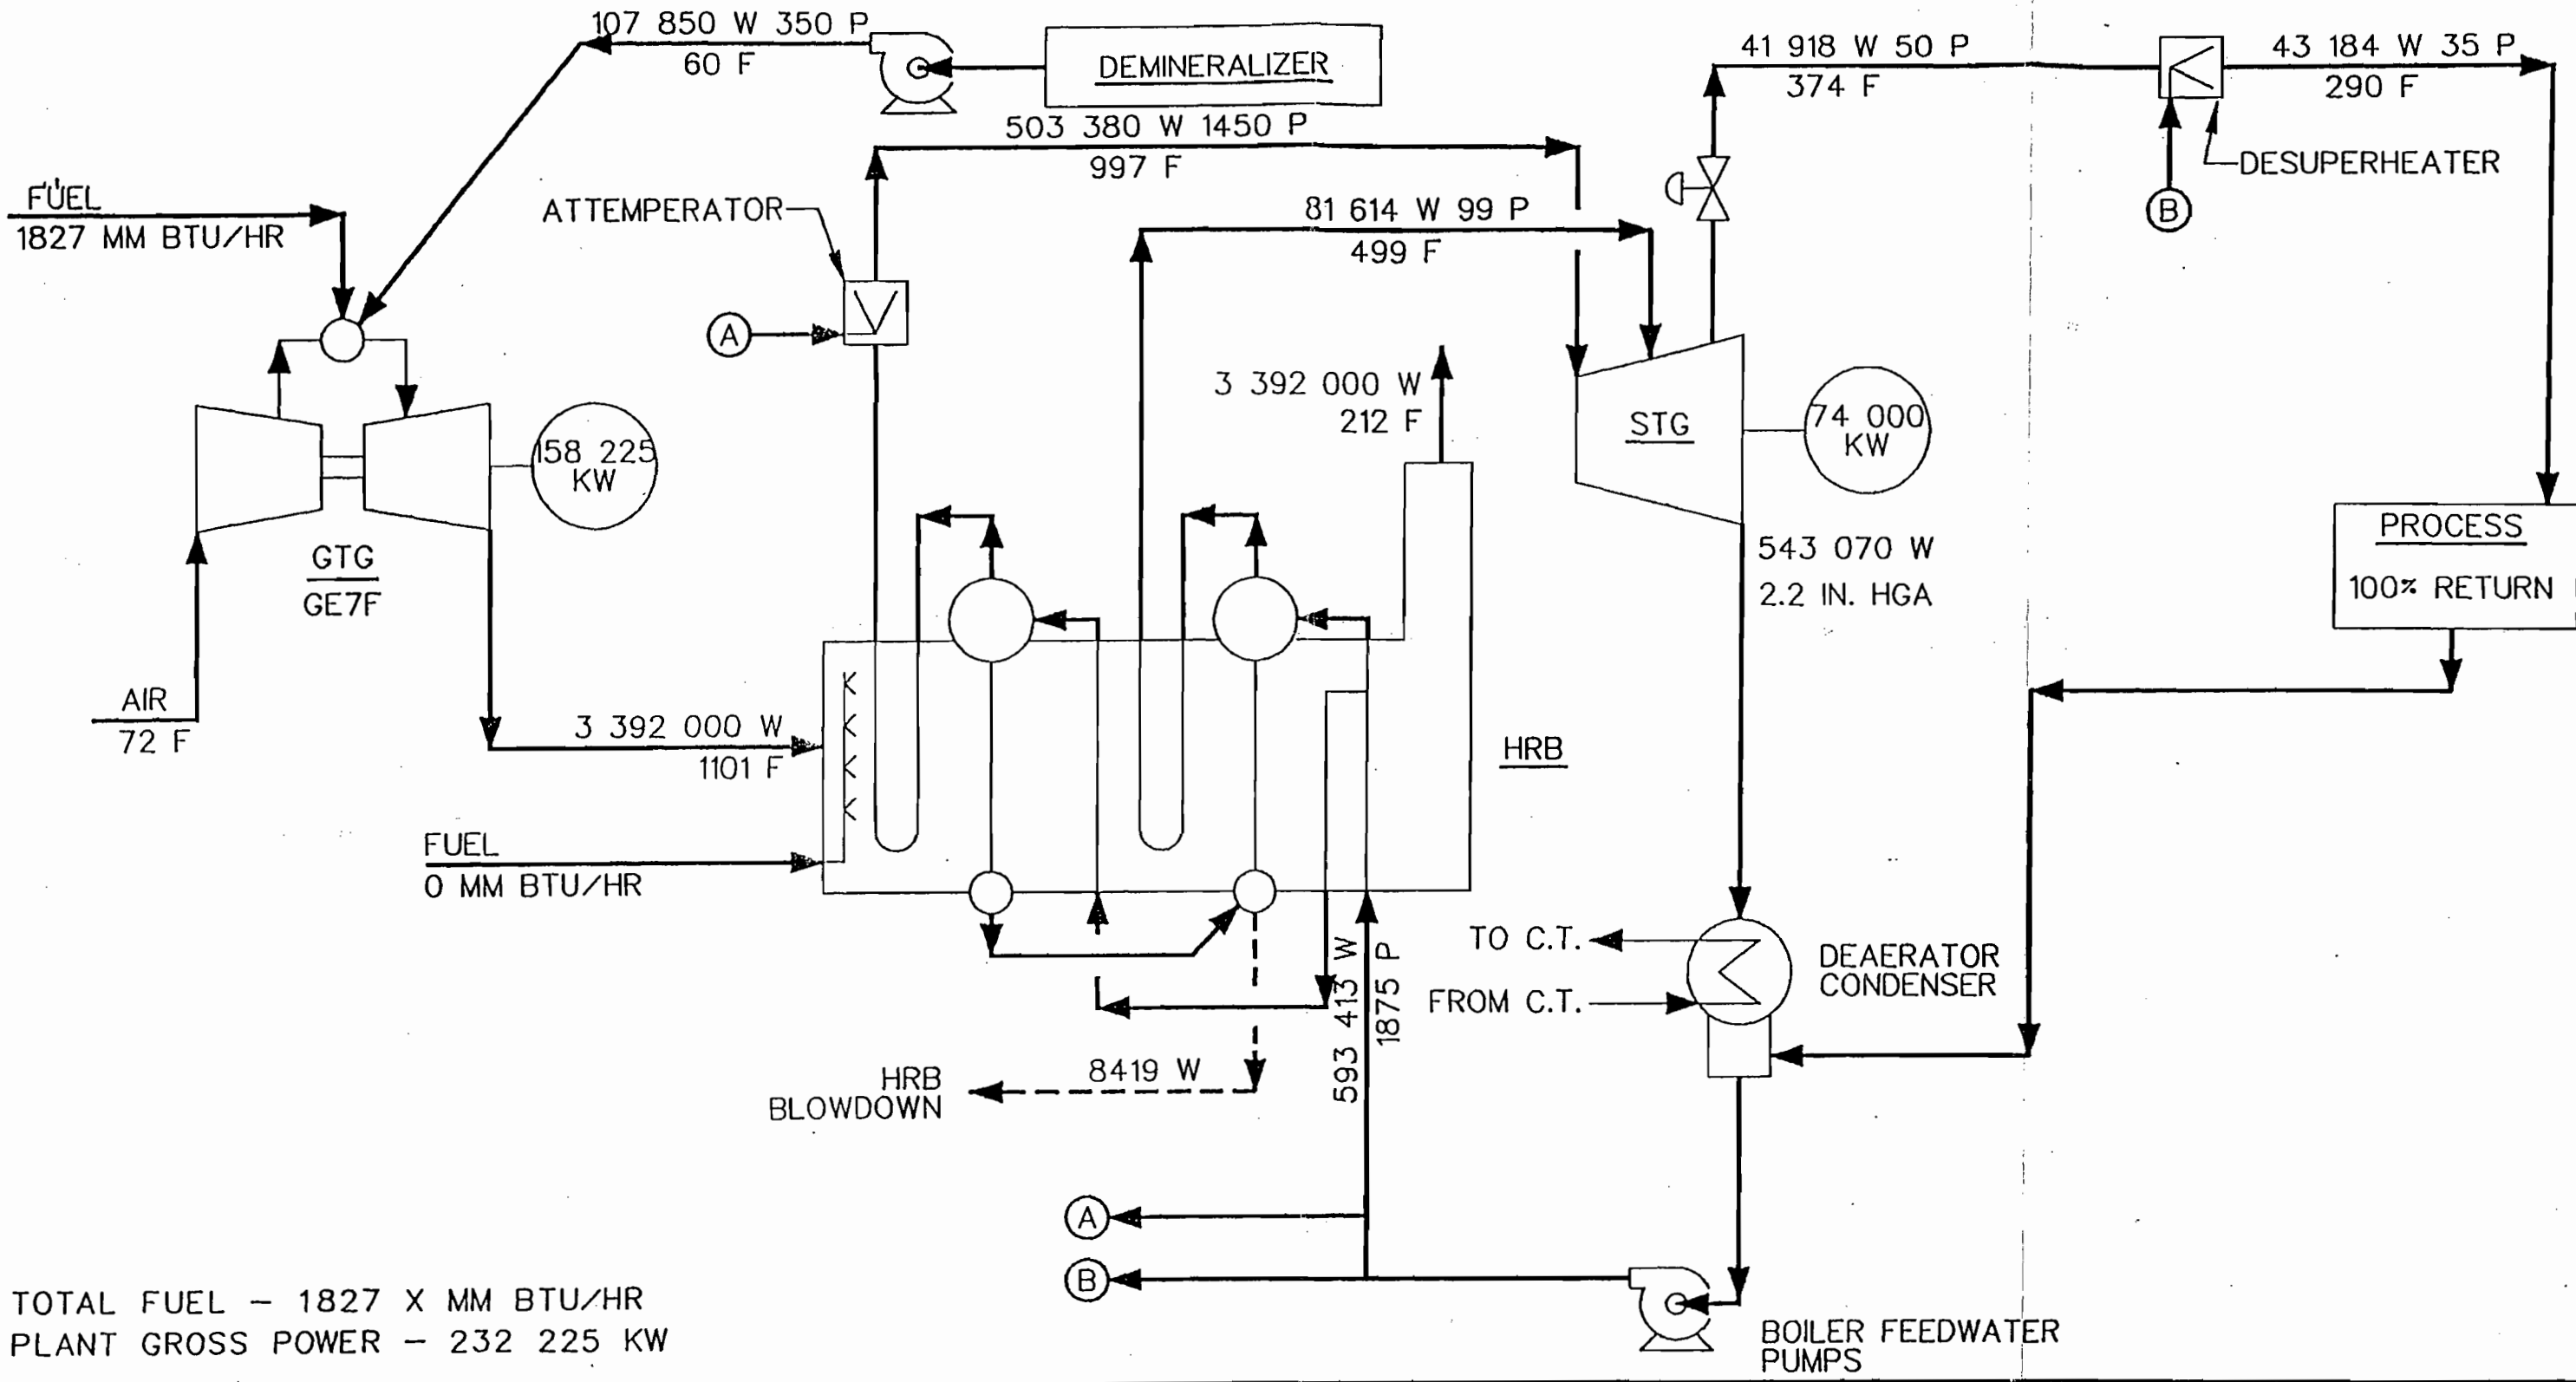 107 850 W 350 P
60 F
DEMINERALIZER
41 918 W 50 P
374 F
43 184 W 35 P
290 F
DESUPERHEATER
B
503 380 W 1450 P
997 F
FUEL
1827 MM BTU/HR
ATTEMPERATOR
A
81 614 W 99 P
499 F
3 392 000 W
212 F
STG
74 000
KW
158 225
KW
GTG
GE7F
543 070 W
2.2 IN. HGA
PROCESS
100% RETURN
AIR
72 F
3 392 000 W
1101 F
HRB
FUEL
0 MM BTU/HR
TO C.T.
FROM C.T.
DEAERATOR
CONDENSER
593 413 W
1875 P
HRB
BLOWDOWN
8419 W
A
B
BOILER FEEDWATER
PUMPS
TOTAL FUEL – 1827 X MM BTU/HR
PLANT GROSS POWER – 232 225 KW